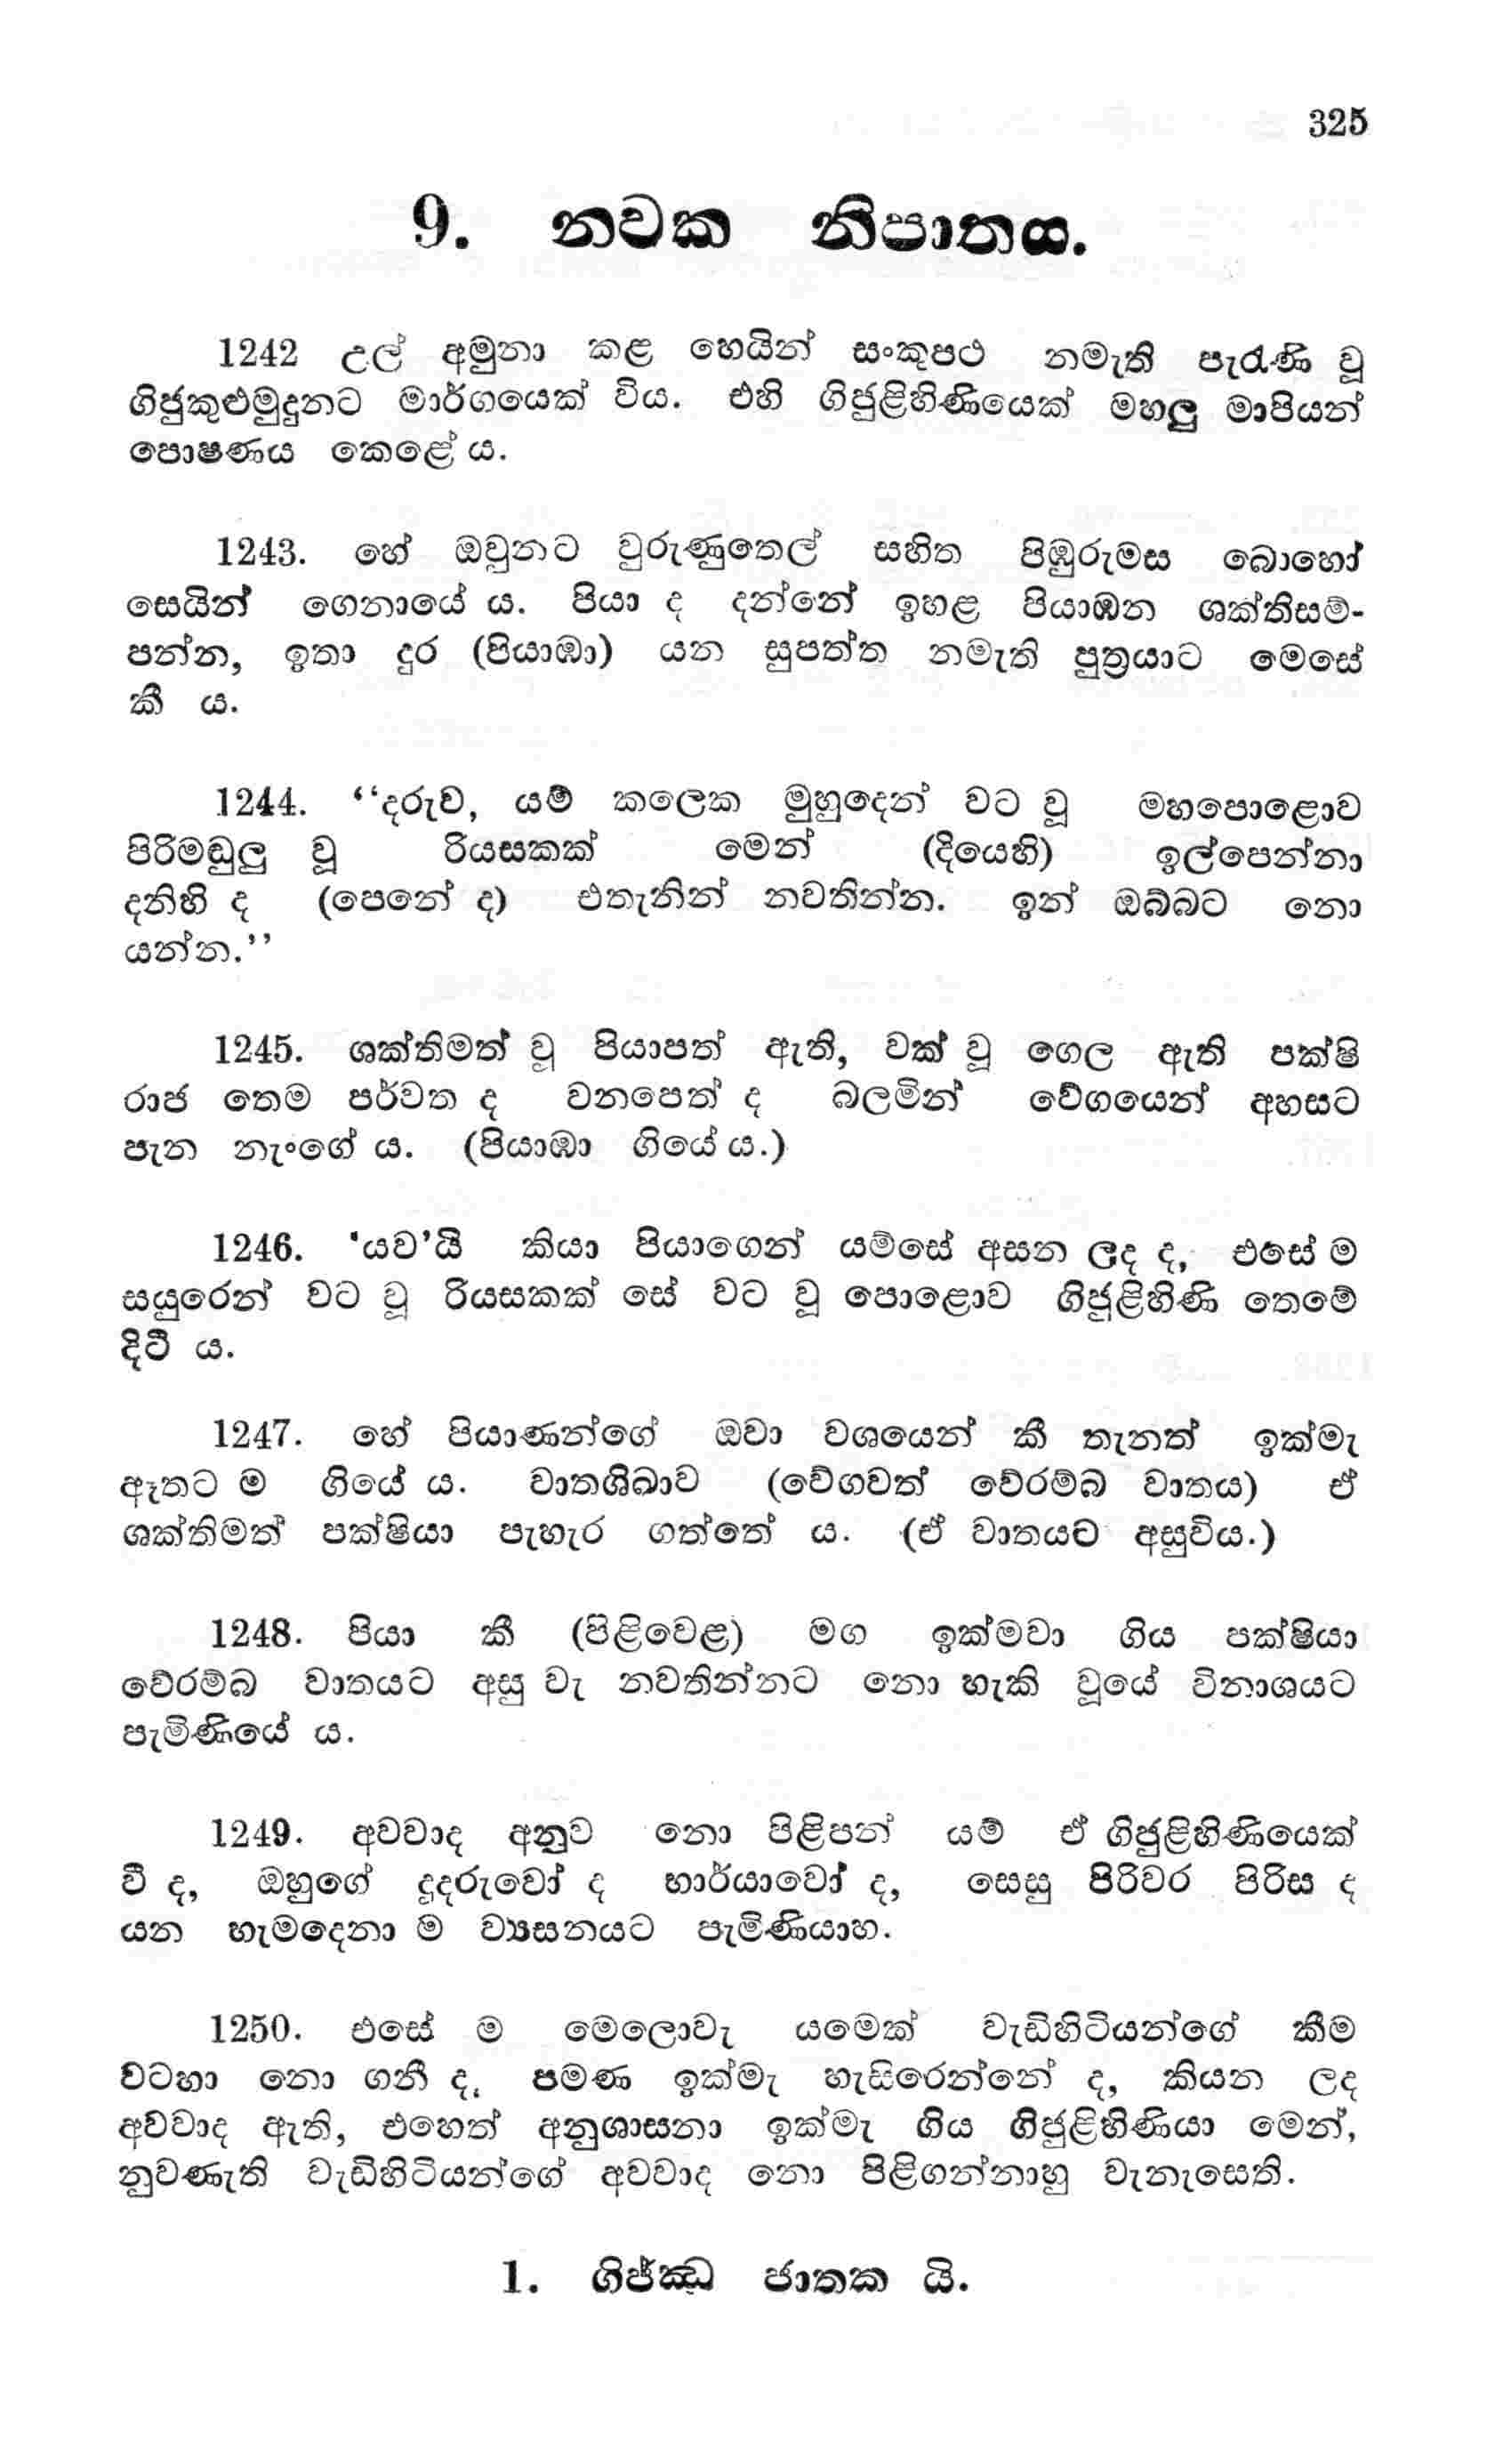 325
9. නවක නිපාතය.
1242 උල් අමුනා කළ හෙයින් සංකුපථ නමැති පැරැණි වූ
ගිජුකුළුමුදුනට මාර්ගයෙක් විය. එහි ගිජුළිහිණියෙක් මහලු මාපියන්
පොෂණය කෙළේ ය.
1243. හේ ඔවුනට වුරුණුතෙල් සහිත පිඹුරුමස බොහෝ
සෙයින් ගෙනායේ ය. පියා ද දන්නේ ඉහළ පියාඹන ශක්තිසම්-
පන්න, ඉතා දුර (පියාඹා) යන සුපත්ත නමැති පුත්‍රයාට මෙසේ
කී ය.
1244. ‘‘දරුව, යම් කලෙක මුහුදෙන් වට වූ මහපොළොව
පිරිමඬුලු වූ රියසකක් මෙන් (දියෙහි) ඉල්පෙන්නා
දනිහි ද (පෙනේ ද) එතැනින් නවතින්න. ඉන් ඔබ්බට නො
යන්න.’’
1245. ශක්තිමත් වූ පියාපත් ඇති, වක් වූ ගෙල ඇති පක්ෂි
රාජ තෙම පර්වත ද වනපෙත් ද බලමින් වේගයෙන් අහසට
පැන නැංගේ ය. (පියාඹා ගියේ ය.)
1246. ‘යව’යි කියා පියාගෙන් යම්සේ අසන ලද ද, එසේ ම
සයුරෙන් වට වූ රියසකක් සේ වට වූ පොළොව ගිජුළිහිණි තෙමේ
දිටී ය.
1247. හේ පියාණන්ගේ ඔවා වශයෙන් කී තැනත් ඉක්මැ
ඈතට ම ගියේ ය. වාතශිඛාව (වේගවත් වේරම්බ වාතය) ඒ
ශක්තිමත් පක්ෂියා පැහැර ගත්තේ ය. (ඒ වාතයට අසුවිය.)
1248. පියා කී (පිළිවෙළ) මග ඉක්මවා ගිය පක්ෂියා
වේරම්බ වාතයට අසු වැ නවතින්නට නො හැකි වූයේ විනාශයට
පැමිණියේ ය.
1249. අවවාද අනුව නො පිළිපන් යම් ඒ ගිජුළිහිණියෙක්
වී ද, ඔහුගේ දූදරුවෝ ද භාර්යාවෝ ද, සෙසු පිරිවර පිරිස ද
යන හැමදෙනා ම ව්‍යසනයට පැමිණියාහ.
1250. එසේ ම මෙලොවැ යමෙක් වැඩිහිටියන්ගේ කීම
වටහා නො ගනී ද, පමණ ඉක්මැ හැසිරෙන්නේ ද, කියන ලද
අවවාද ඇති, එහෙත් අනුශාසනා ඉක්මැ ගිය ගිජුළිහිණියා මෙන්,
නුවණැති වැඩිහිටියන්ගේ අවවාද නො පිළිගන්නාහු වැනැසෙති.
1. ගිජ්ඣ ජාතක යි.